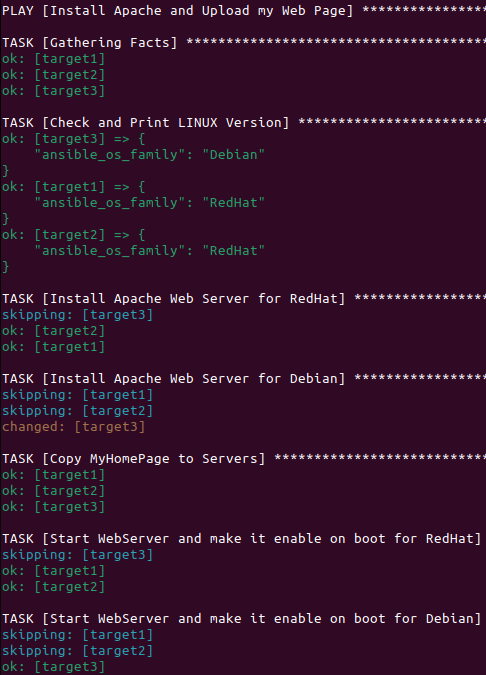 PLAY [Install Apache and Upload my Web Page] ****************
TASK [Gathering Facts] **************************************
ok: [target1]
ok: [target2]
ok: [target3]
TASK [Check and Print LINUX Version] ************************
ok: [target3] => {
    "ansible_os_family": "Debian"
}
ok: [target1] => {
    "ansible_os_family": "RedHat"
}
ok: [target2] => {
    "ansible_os_family": "RedHat"
}
TASK [Install Apache Web Server for RedHat] *****************
skipping: [target3]
ok: [target2]
ok: [target1]
TASK [Install Apache Web Server for Debian] *****************
skipping: [target1]
skipping: [target2]
changed: [target3]
TASK [Copy MyHomePage to Servers] ***************************
ok: [target1]
ok: [target2]
ok: [target3]
TASK [Start WebServer and make it enable on boot for RedHat]
skipping: [target3]
ok: [target1]
ok: [target2]
TASK [Start WebServer and make it enable on boot for Debian]
skipping: [target1]
skipping: [target2]
ok: [target3]